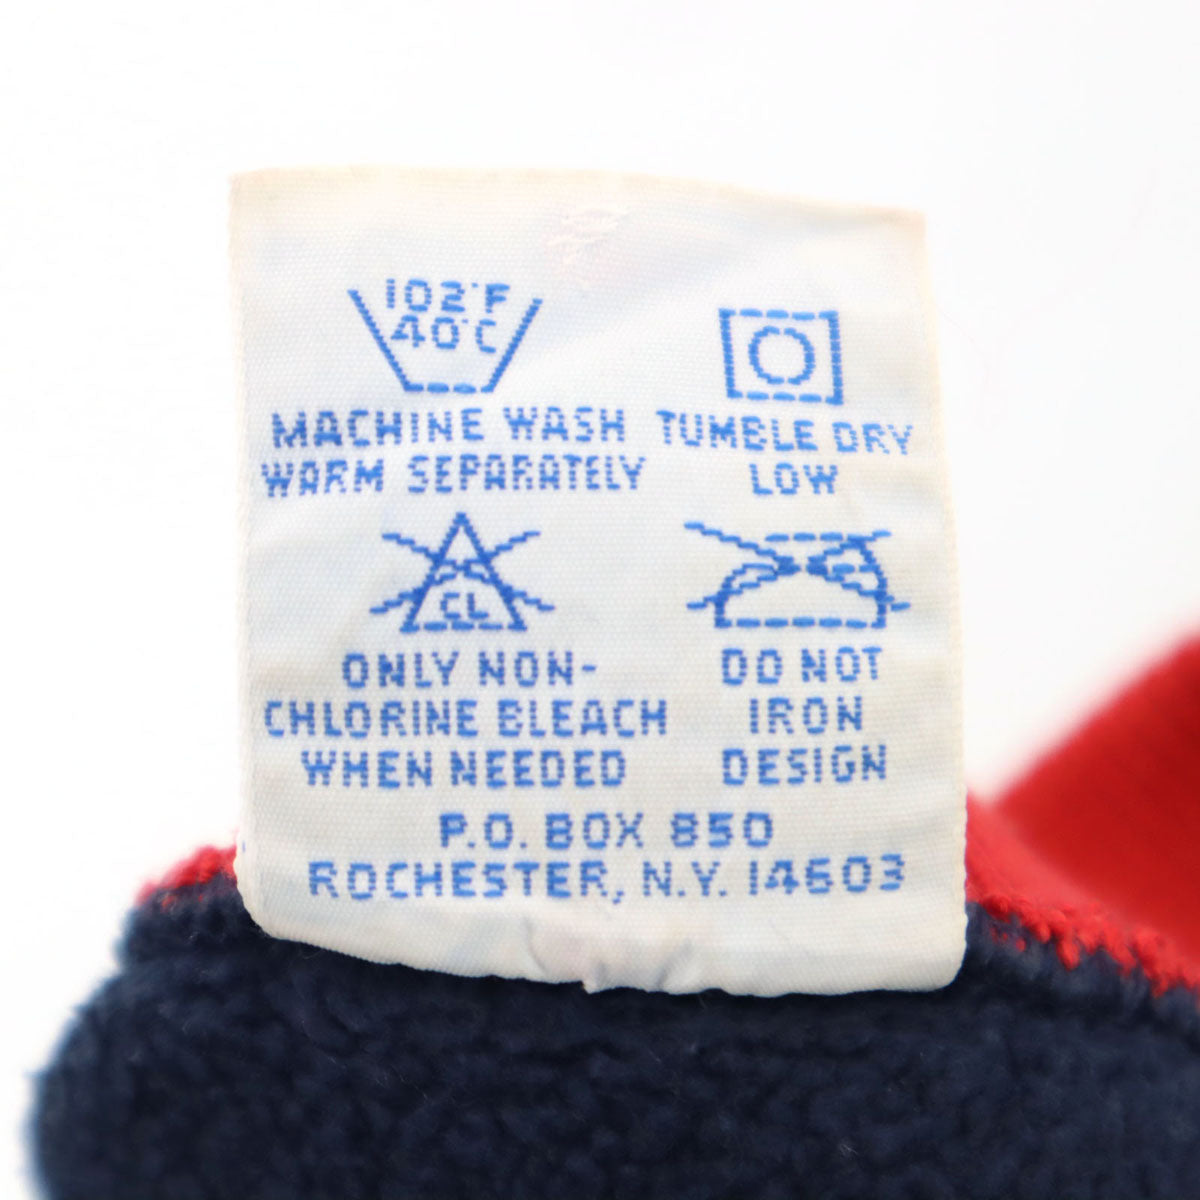 102°F
40°C
MACHINE WASH
WARM SEPARATELY
TUMBLE DRY
LOW
CL
ONLY NON-
CHLORINE BLEACH
WHEN NEEDED
DO NOT
IRON
DESIGN
P.O. BOX 850
ROCHESTER, N.Y. 14603